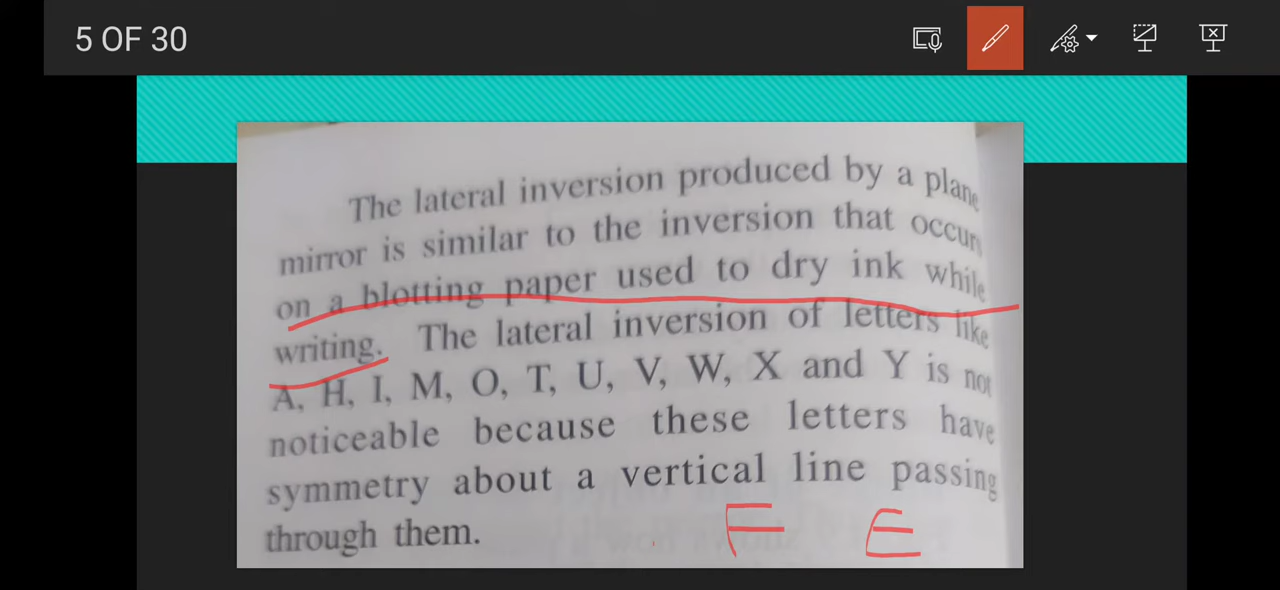 5 OF 30
The lateral inversion produced by a plane
mirror is similar to the inversion that occurs
on a blotting paper used to dry ink while
writing. The lateral inversion of letters like
A, H, I, M, O, T, U, V, W, X and Y is not
noticeable because these letters have
symmetry about a vertical line passing
through them.
F E